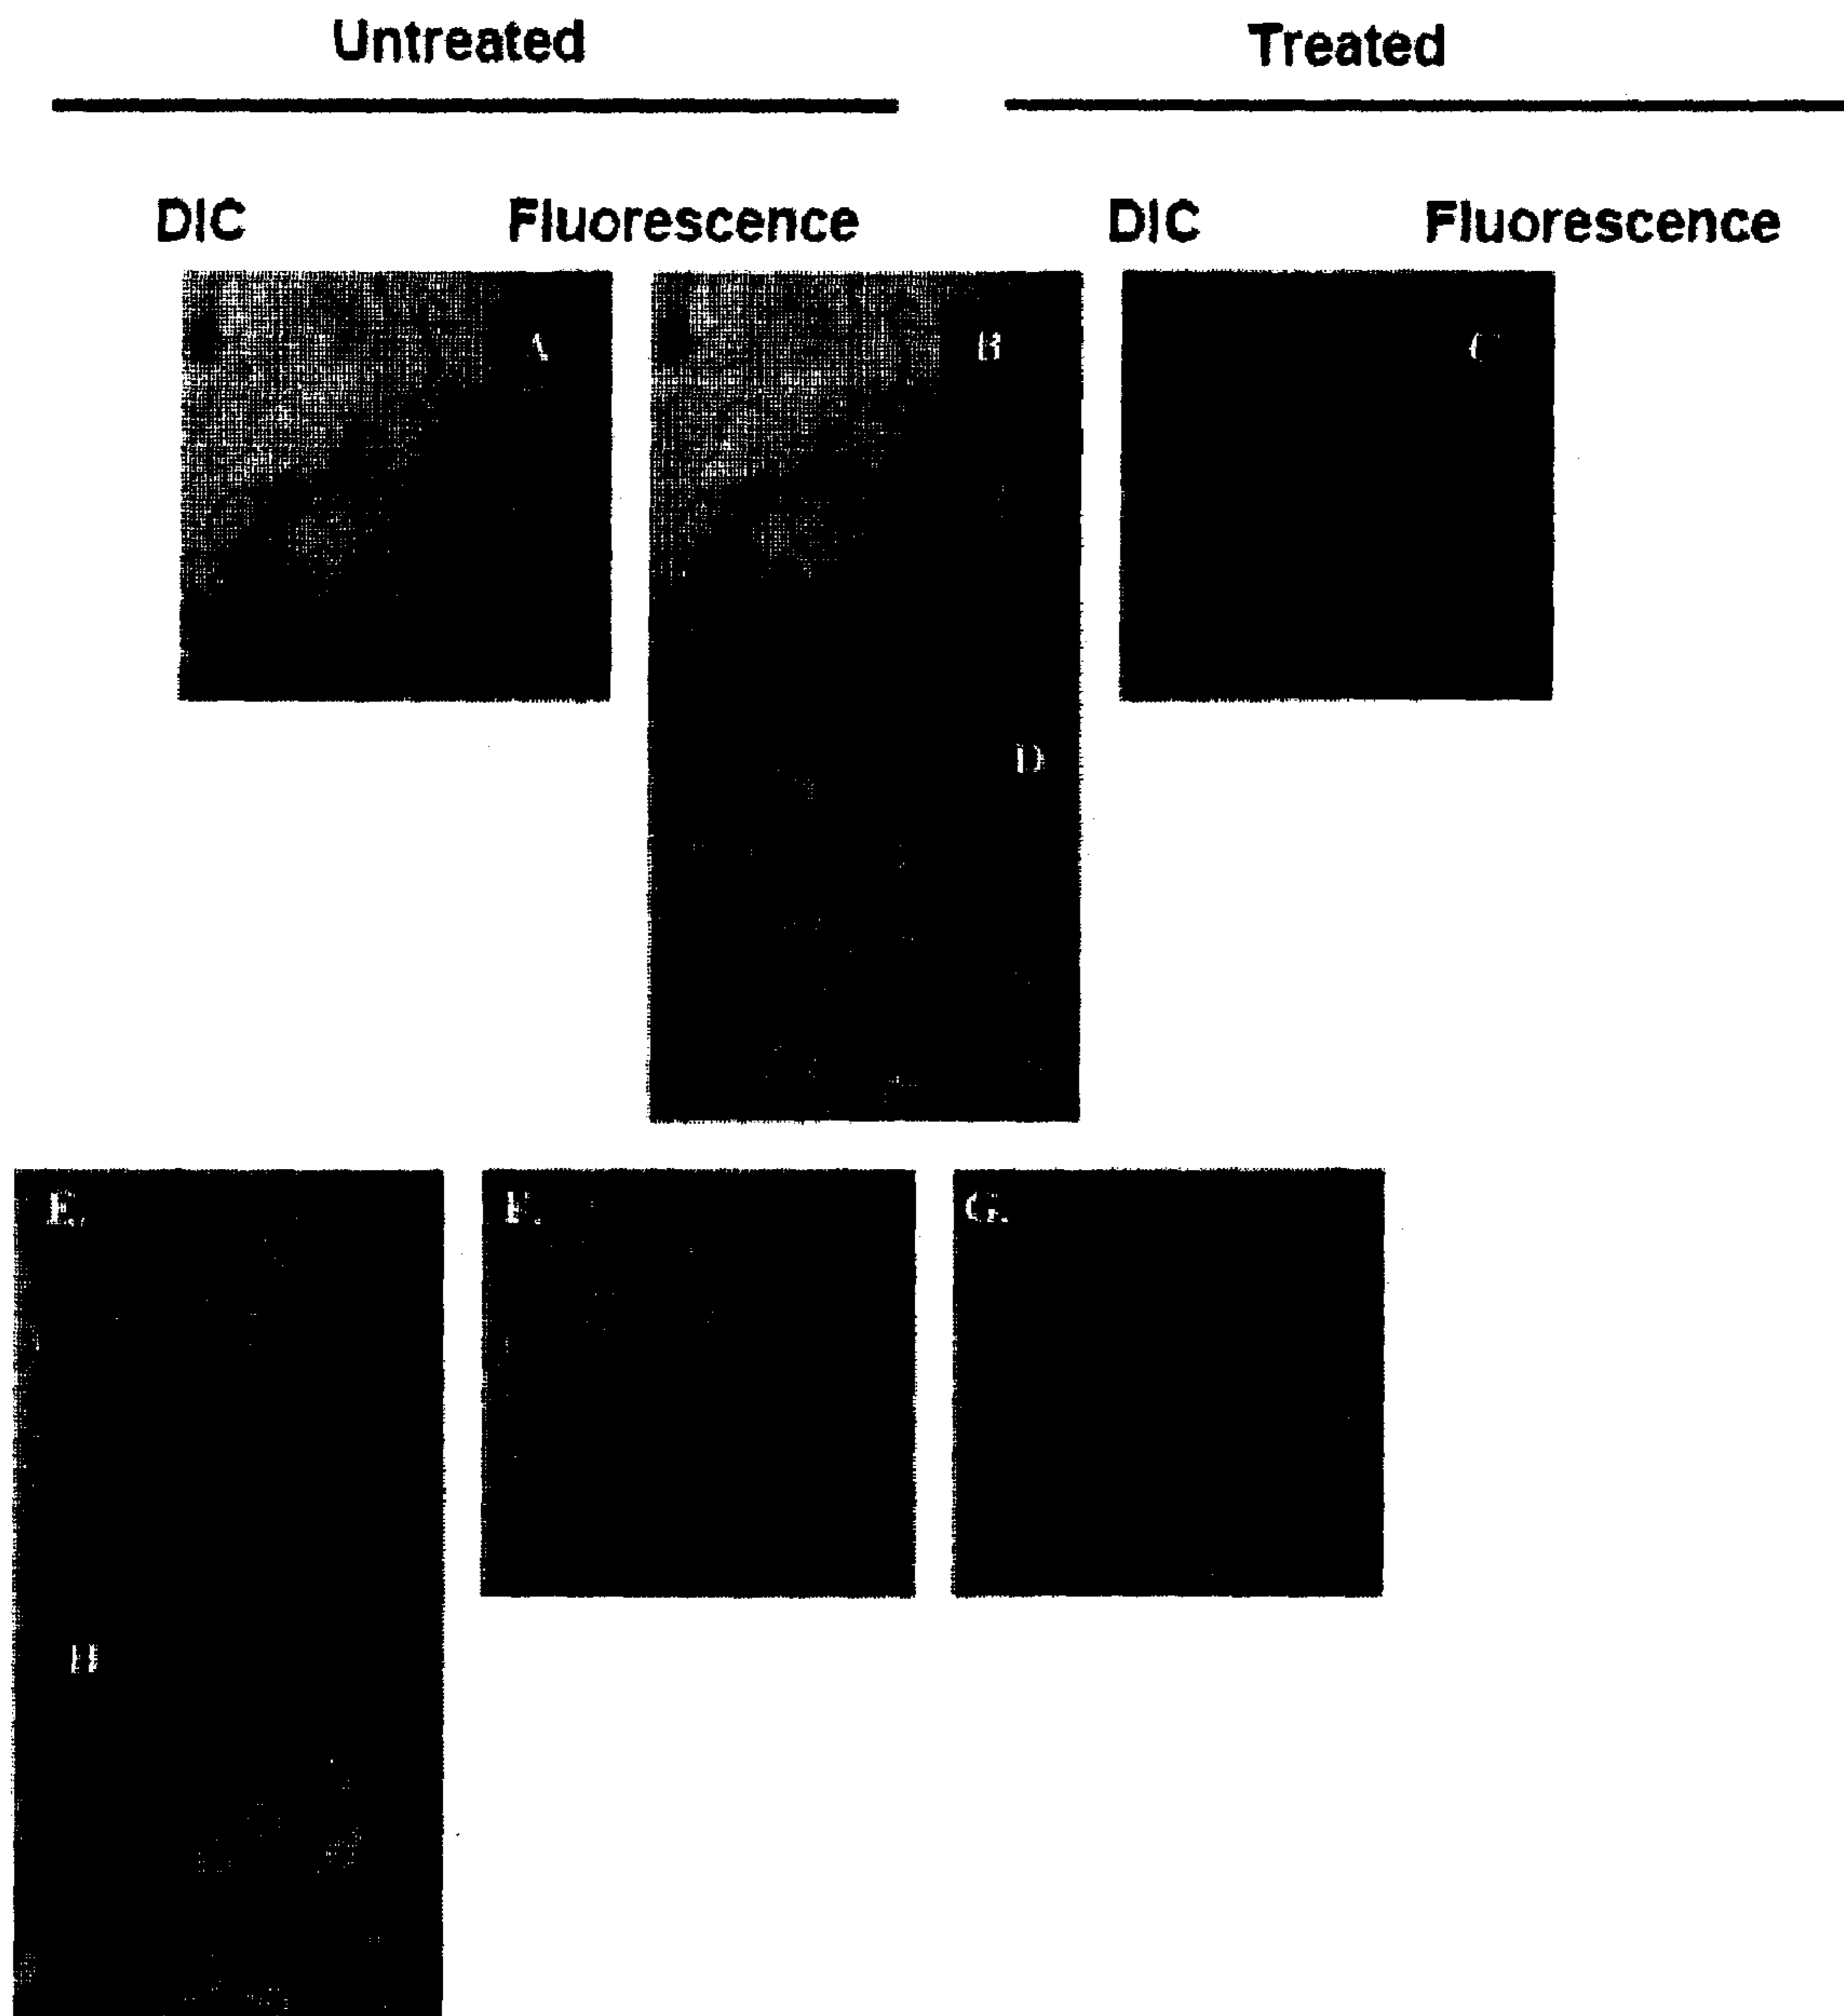 Untreated Treated
DIC Fluorescence DIC Fluorescence
A B C
D
E. F. G.
H